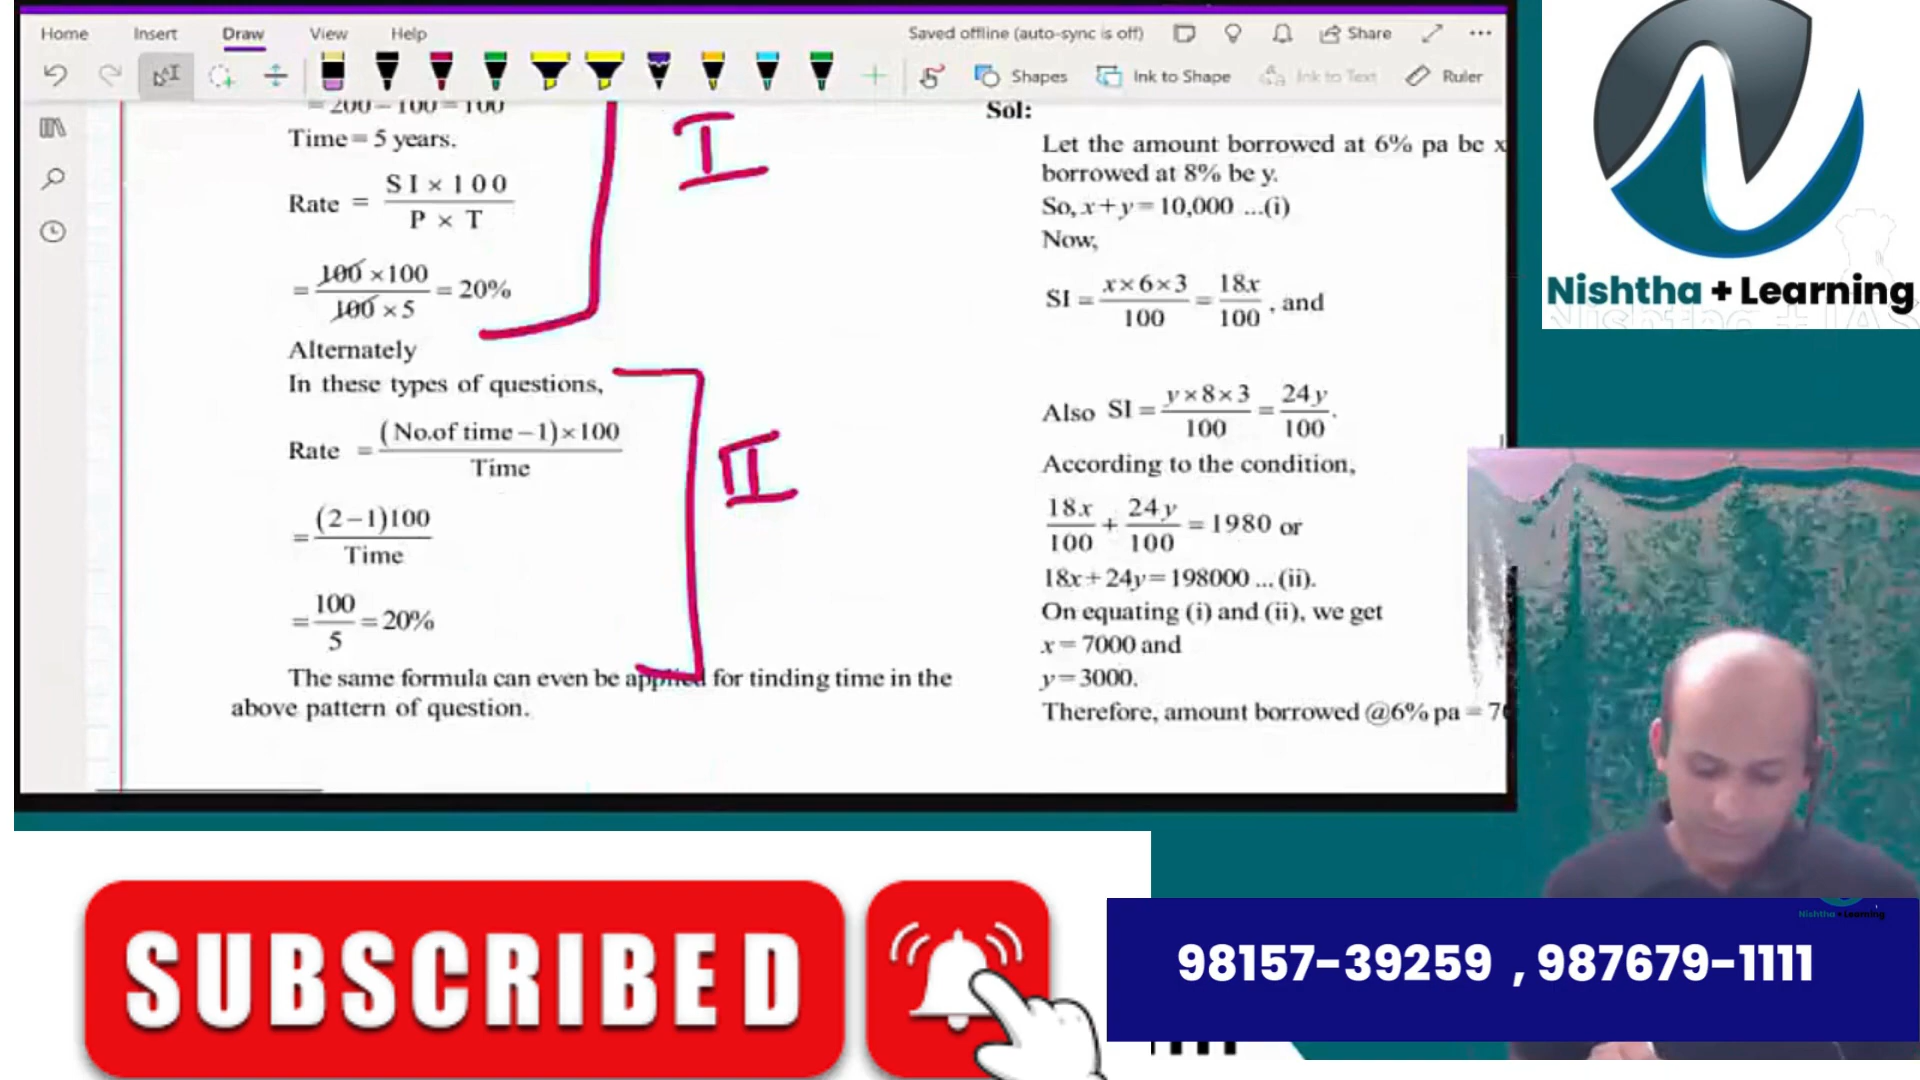 Home Insert Draw View Help
Saved offline (auto-sync is off) Share
Shapes Ink to Shape Ink to Text Ruler
= 200 – 100 = 100
Time = 5 years.
Rate = SI × 100 / P × T
= 100 × 100 / 100 × 5 = 20%
I
Alternately
In these types of questions,
Rate = (No.of time – 1) × 100 / Time
= (2 – 1)100 / Time
= 100 / 5 = 20%
II
The same formula can even be applied for tinding time in the
above pattern of question.
Sol:
Let the amount borrowed at 6% pa be x
borrowed at 8% be y.
So, x + y = 10,000 ...(i)
Now,
SI = x × 6 × 3 / 100 = 18x / 100 , and
Also SI = y × 8 × 3 / 100 = 24y / 100 .
According to the condition,
18x / 100 + 24y / 100 = 1980 or
18x + 24y = 198000 ... (ii).
On equating (i) and (ii), we get
x = 7000 and
y = 3000.
Therefore, amount borrowed @6% pa = 7
Nishtha + Learning
SUBSCRIBED
Nishtha + Learning
98157-39259 , 987679-1111